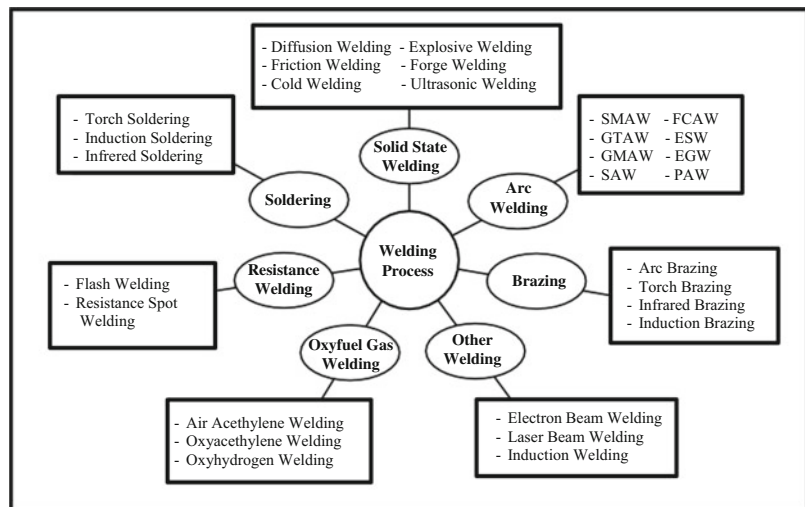 - Diffusion Welding - Explosive Welding
- Friction Welding - Forge Welding
- Cold Welding - Ultrasonic Welding
- Torch Soldering
- Induction Soldering
- Infrered Soldering
- SMAW - FCAW
- GTAW - ESW
- GMAW - EGW
- SAW - PAW
Solid State
Welding
Soldering
Arc
Welding
Welding
Process
Resistance
Welding
Brazing
- Flash Welding
- Resistance Spot
Welding
- Arc Brazing
- Torch Brazing
- Infrared Brazing
- Induction Brazing
Oxyfuel Gas
Welding
Other
Welding
- Air Acethylene Welding
- Oxyacethylene Welding
- Oxyhydrogen Welding
- Electron Beam Welding
- Laser Beam Welding
- Induction Welding